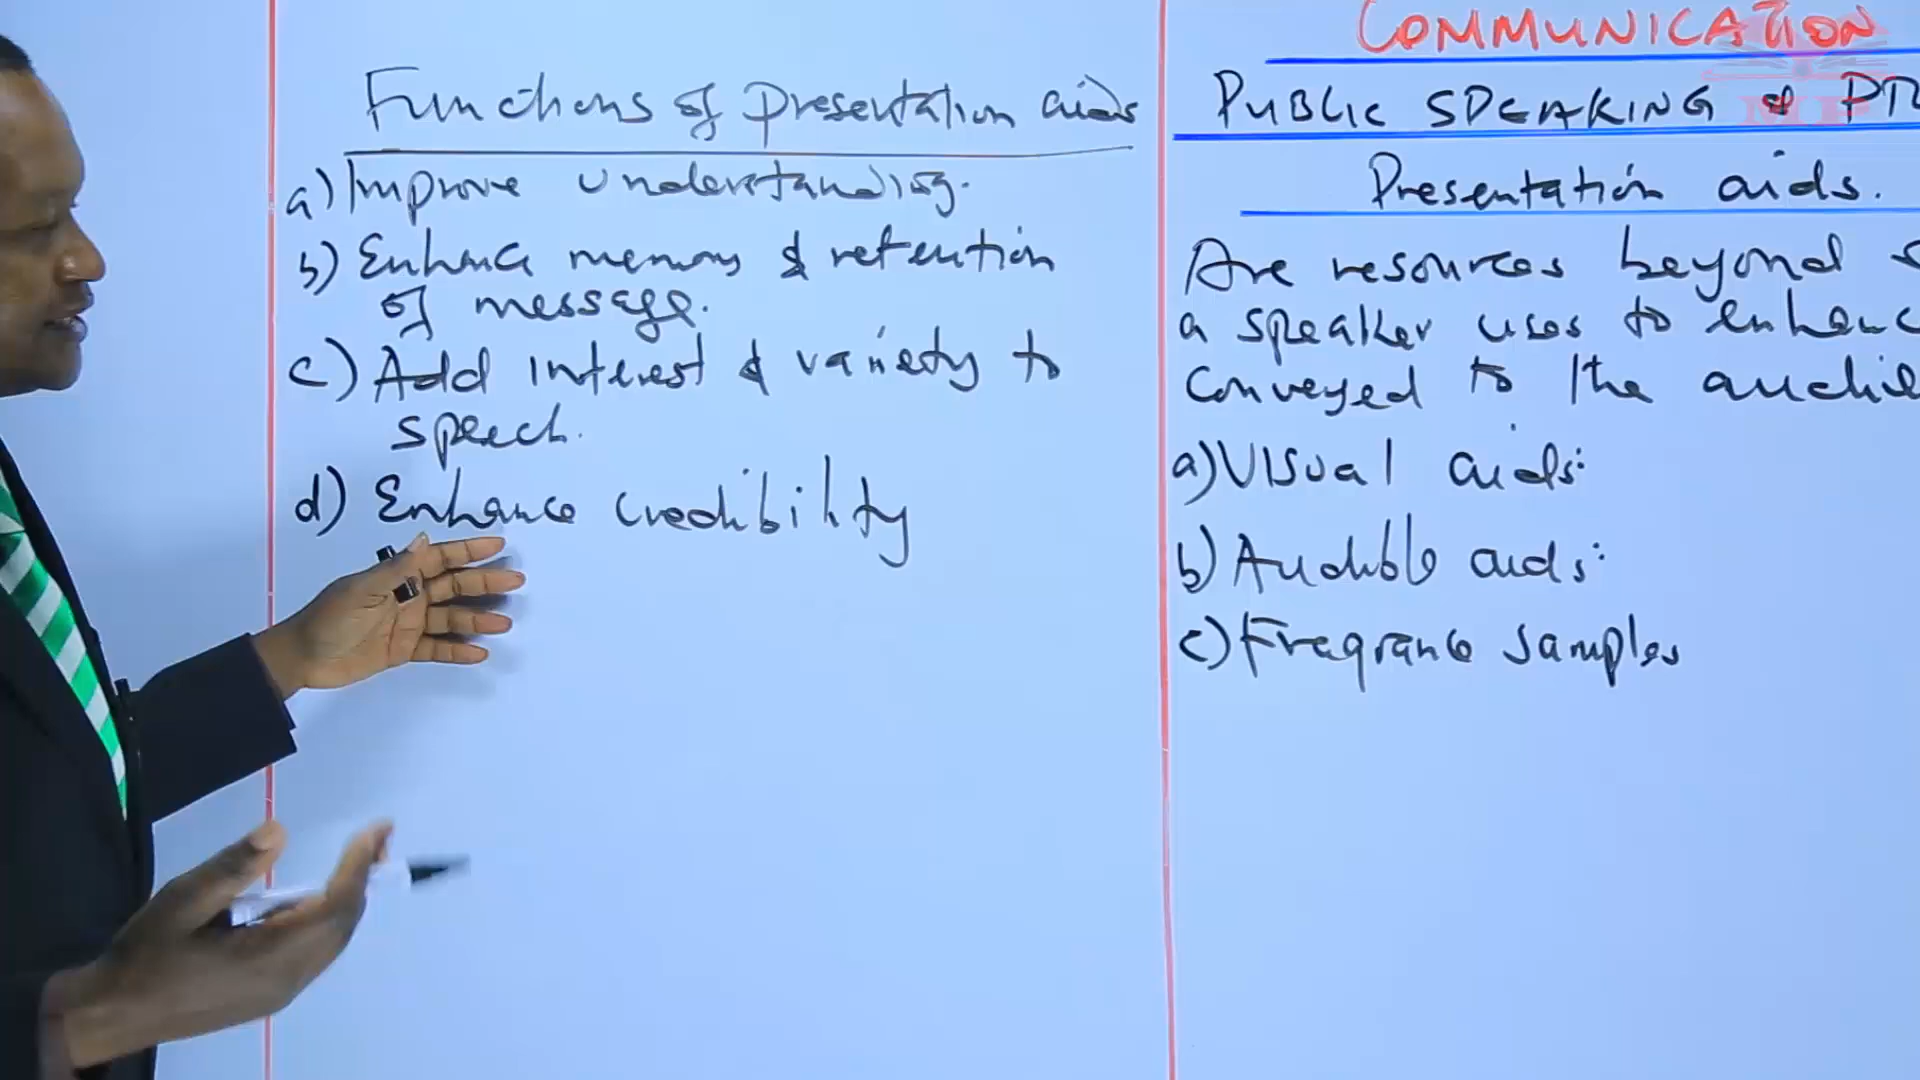 Functions of presentation aids
a) Improve understanding.
b) Enhance memory & retention
of message.
c) Add interest & variety to
speech.
d) Enhance credibility
COMMUNICATION
PUBLIC SPEAKING &
Presentation aids.
Are resources beyond
a speaker uses to enhanc
conveyed to the audie
a) Visual aids:
b) Audible aids:
c) Fragrance samples
MP